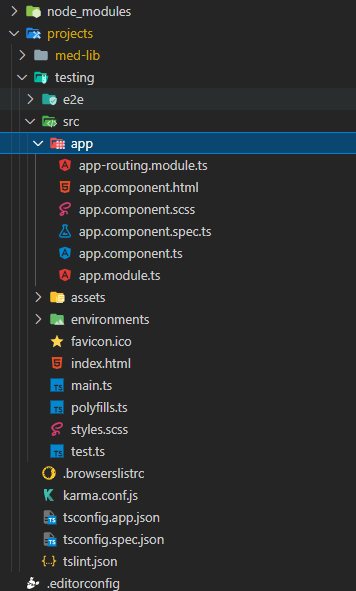 node_modules
projects
med-lib
testing
e2e
src
app
app-routing.module.ts
app.component.html
app.component.scss
app.component.spec.ts
app.component.ts
app.module.ts
assets
environments
favicon.ico
index.html
main.ts
polyfills.ts
styles.scss
test.ts
.browserslistrc
karma.conf.js
tsconfig.app.json
tsconfig.spec.json
tslint.json
.editorconfig